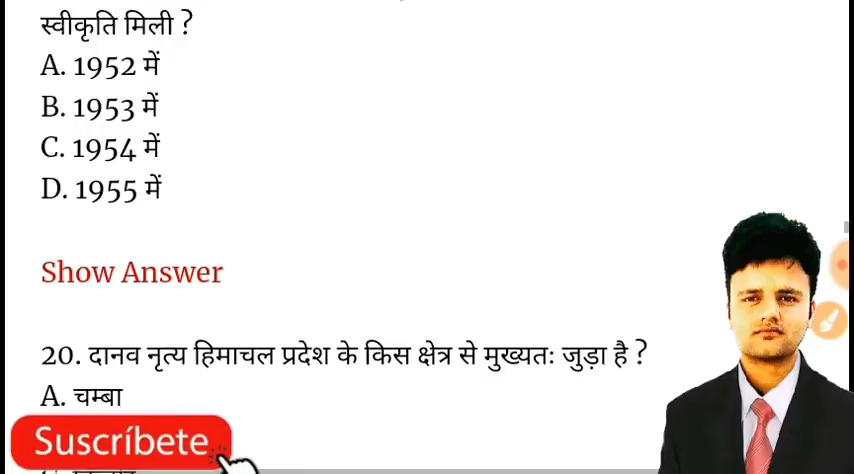 स्वीकृति मिली ?
A. 1952 में
B. 1953 में
C. 1954 में
D. 1955 में
Show Answer
20. दानव नृत्य हिमाचल प्रदेश के किस क्षेत्र से मुख्यतः जुड़ा है ?
A. चम्बा
Suscríbete